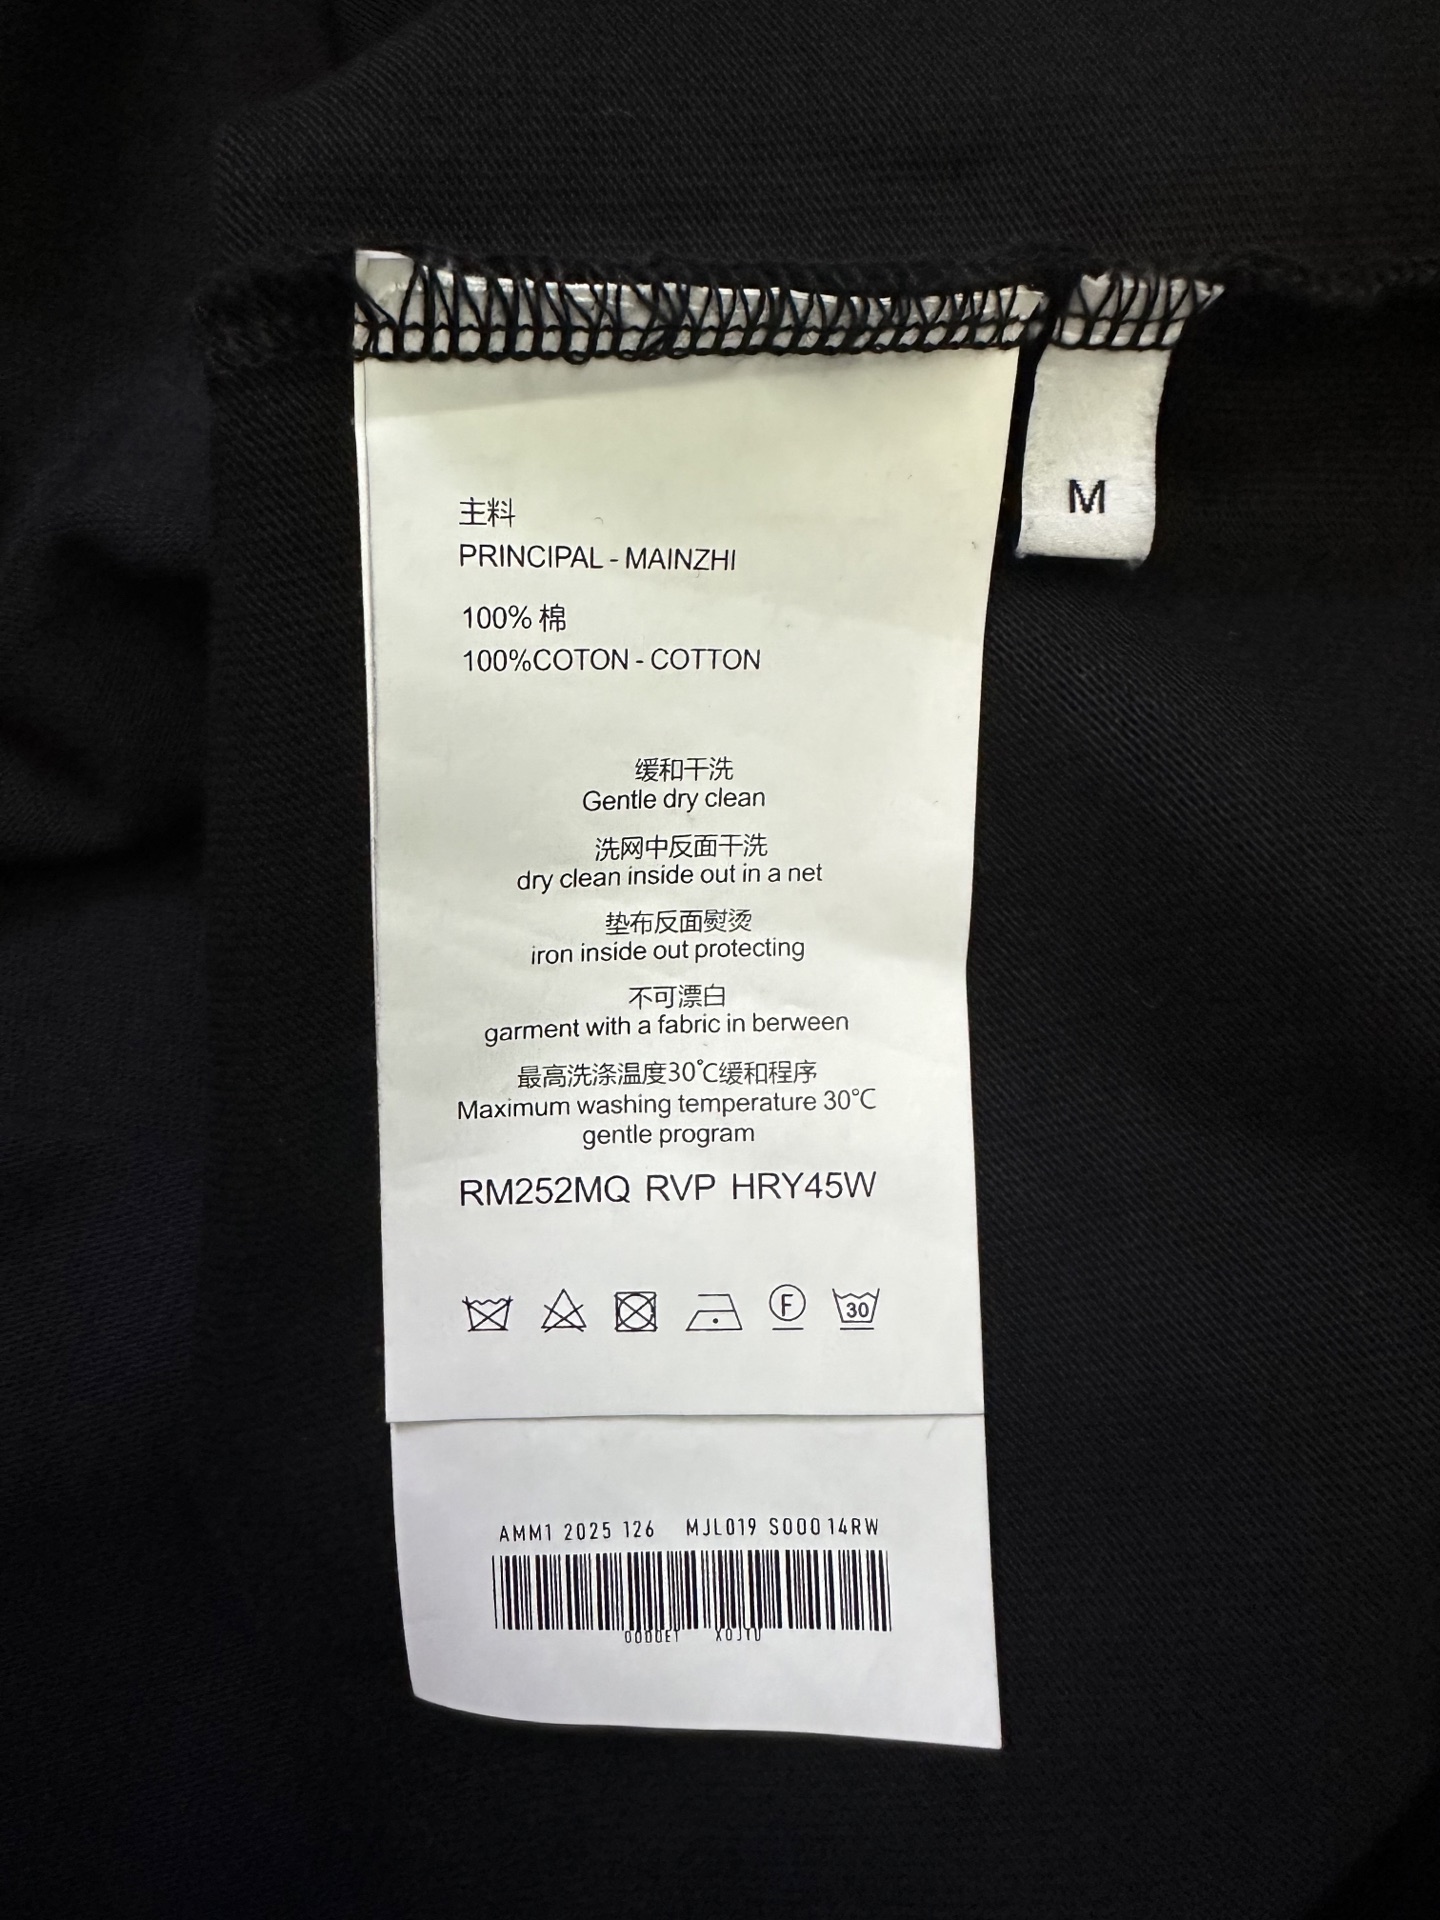 M
主料
PRINCIPAL - MAINZHI
100% 棉
100%COTON - COTTON
缓和干洗
Gentle dry clean
洗网中反面干洗
dry clean inside out in a net
垫布反面熨烫
iron inside out protecting
不可漂白
garment with a fabric in berween
最高洗涤温度30℃缓和程序
Maximum washing temperature 30℃
gentle program
RM252MQ RVP HRY45W
F 30
AMM1 2025 126 MJL019 S000 14RW